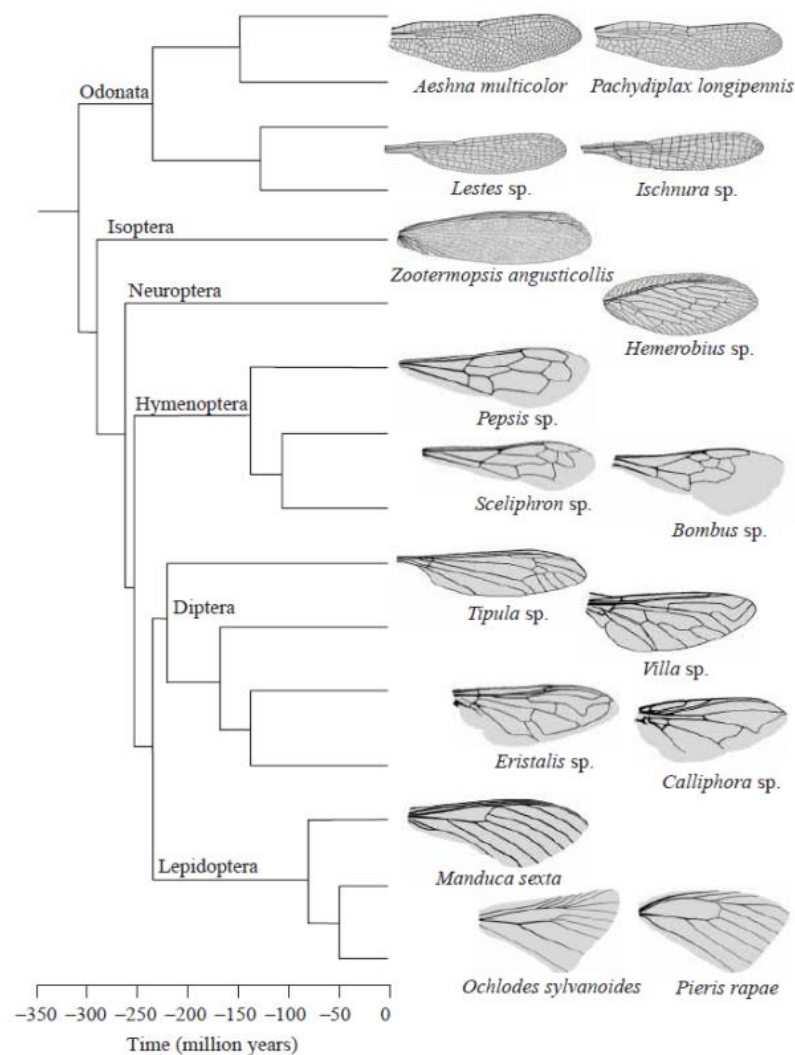 Odonata
Aeshna multicolor Pachydiplax longipennis
Lestes sp. Ischnura sp.
Isoptera
Zootermopsis angusticollis
Neuroptera
Hemerobius sp.
Hymenoptera
Pepsis sp.
Sceliphron sp.
Bombus sp.
Diptera
Tipula sp.
Villa sp.
Eristalis sp.
Calliphora sp.
Lepidoptera
Manduca sexta
Ochlodes sylvanoides Pieris rapae
−350 −300 −250 −200 −150 −100 −50 0
Time (million years)